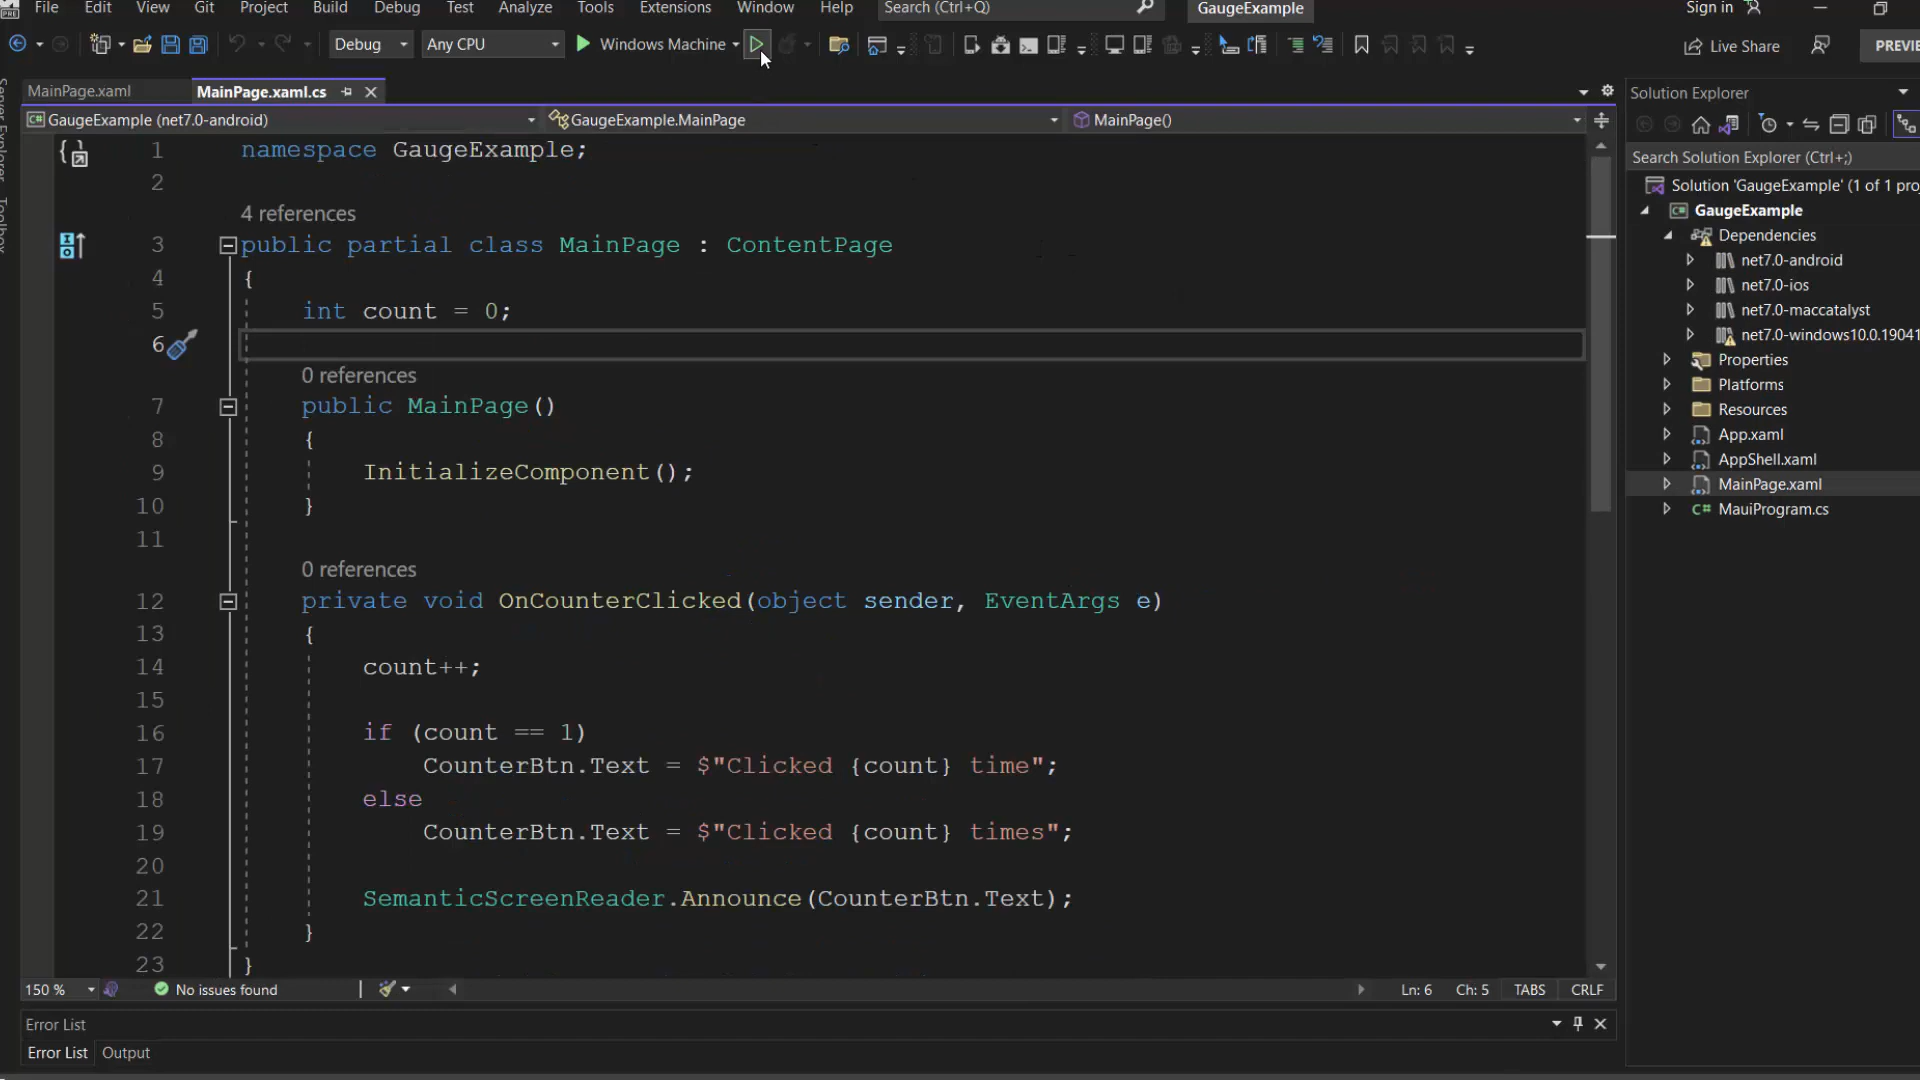 File Edit View Git Project Build Debug Test Analyze Tools Extensions Window Help Search (Ctrl+Q) GaugeExample Sign in
Debug Any CPU Windows Machine Live Share PREVIE
MainPage.xaml MainPage.xaml.cs
GaugeExample (net7.0-android) GaugeExample.MainPage MainPage()
1 namespace GaugeExample;
2
4 references
3 public partial class MainPage : ContentPage
4 {
5 int count = 0;
6
0 references
7 public MainPage()
8 {
9 InitializeComponent();
10 }
11
0 references
12 private void OnCounterClicked(object sender, EventArgs e)
13 {
14 count++;
15
16 if (count == 1)
17 CounterBtn.Text = $"Clicked {count} time";
18 else
19 CounterBtn.Text = $"Clicked {count} times";
20
21 SemanticScreenReader.Announce(CounterBtn.Text);
22 }
23 }
150 % No issues found Ln: 6 Ch: 5 TABS CRLF
Error List
Error List Output
Server Explorer
Toolbox
Solution Explorer
Search Solution Explorer (Ctrl+;)
Solution 'GaugeExample' (1 of 1 proj
GaugeExample
Dependencies
net7.0-android
net7.0-ios
net7.0-maccatalyst
net7.0-windows10.0.19041
Properties
Platforms
Resources
App.xaml
AppShell.xaml
MainPage.xaml
C# MauiProgram.cs